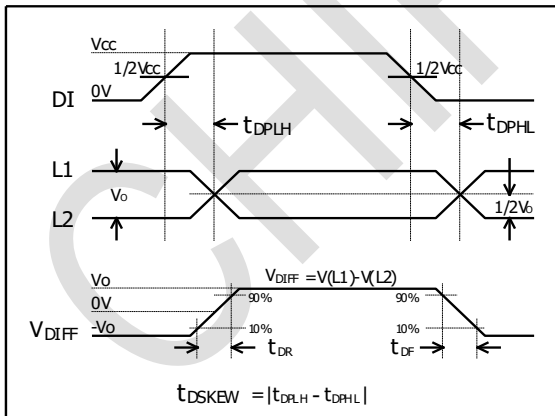 Vcc
1/2Vcc
1/2Vcc
DI
0V
tDPLH
tDPHL
L1
Vo
L2
1/2Vo
Vo
VDIFF =V(L1)-V(L2)
90%
90%
0V
VDIFF
-Vo
10%
10%
tDR
tDF
tDSKEW =|tDPLH - tDPHL|